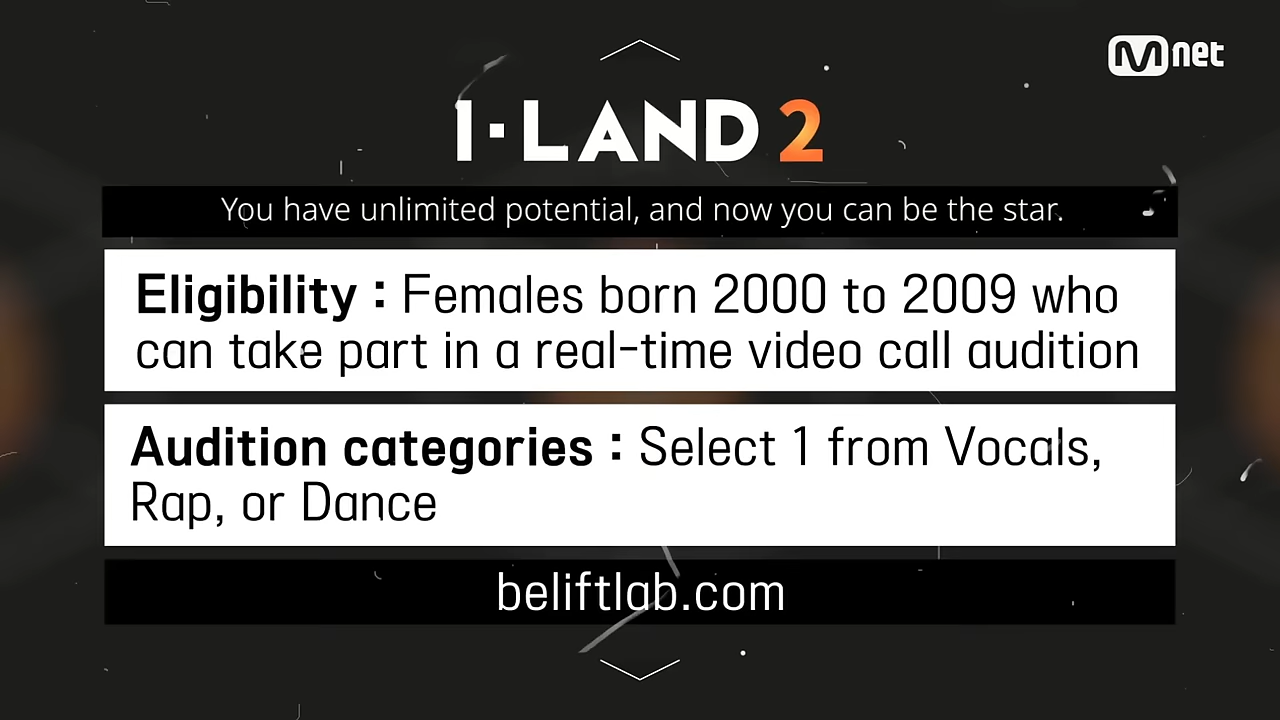 Mnet
I·LAND 2
You have unlimited potential, and now you can be the star.
Eligibility : Females born 2000 to 2009 who
can take part in a real-time video call audition
Audition categories : Select 1 from Vocals,
Rap, or Dance
beliftlab.com